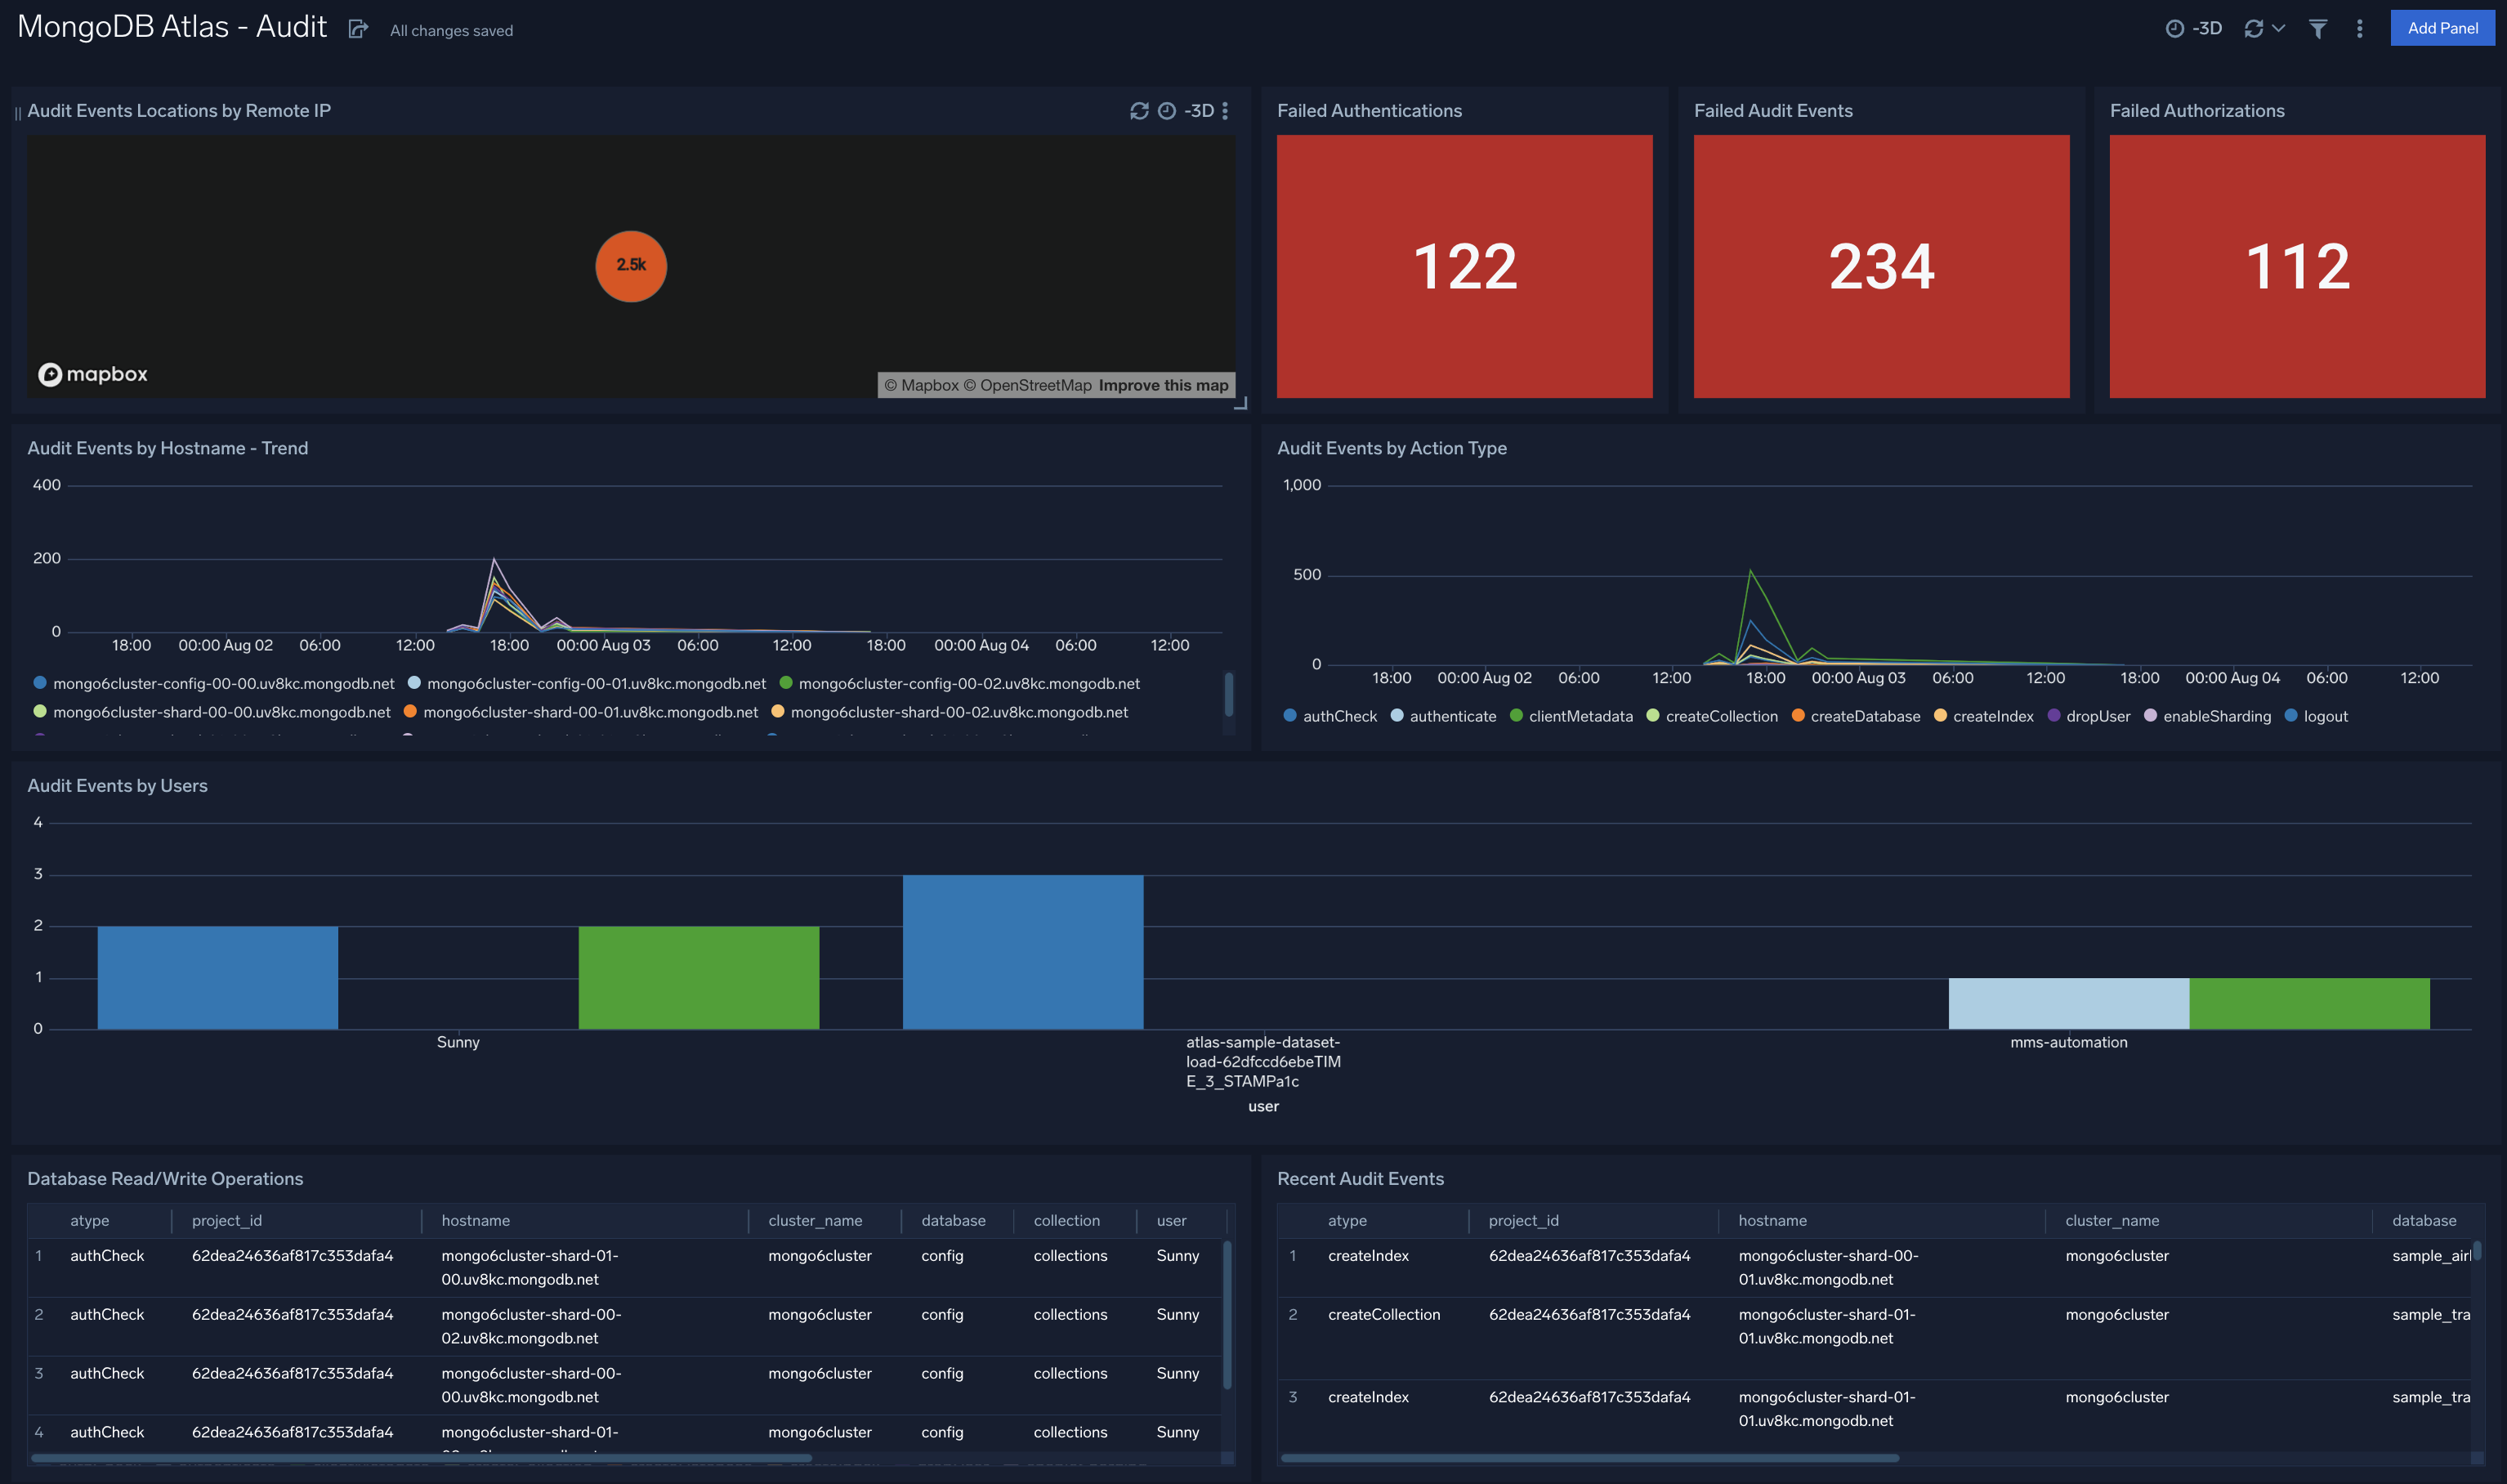 MongoDB Atlas - Audit
All changes saved
-3D
Add Panel
Audit Events Locations by Remote IP
-3D
2.5k
mapbox
© Mapbox © OpenStreetMap Improve this map
Failed Authentications
122
Failed Audit Events
234
Failed Authorizations
112
Audit Events by Hostname - Trend
400
200
0
18:00 00:00 Aug 02 06:00 12:00 18:00 00:00 Aug 03 06:00 12:00 18:00 00:00 Aug 04 06:00 12:00
mongo6cluster-config-00-00.uv8kc.mongodb.net mongo6cluster-config-00-01.uv8kc.mongodb.net mongo6cluster-config-00-02.uv8kc.mongodb.net
mongo6cluster-shard-00-00.uv8kc.mongodb.net mongo6cluster-shard-00-01.uv8kc.mongodb.net mongo6cluster-shard-00-02.uv8kc.mongodb.net
Audit Events by Action Type
1,000
500
0
18:00 00:00 Aug 02 06:00 12:00 18:00 00:00 Aug 03 06:00 12:00 18:00 00:00 Aug 04 06:00 12:00
authCheck authenticate clientMetadata createCollection createDatabase createIndex dropUser enableSharding logout
Audit Events by Users
4
3
2
1
0
Sunny
atlas-sample-dataset-
load-62dfccd6ebeTIM
E_3_STAMPa1c
mms-automation
user
Database Read/Write Operations
atype project_id hostname cluster_name database collection user
1 authCheck 62dea24636af817c353dafa4 mongo6cluster-shard-01- mongo6cluster config collections Sunny
00.uv8kc.mongodb.net
2 authCheck 62dea24636af817c353dafa4 mongo6cluster-shard-00- mongo6cluster config collections Sunny
02.uv8kc.mongodb.net
3 authCheck 62dea24636af817c353dafa4 mongo6cluster-shard-00- mongo6cluster config collections Sunny
00.uv8kc.mongodb.net
4 authCheck 62dea24636af817c353dafa4 mongo6cluster-shard-01- mongo6cluster config collections Sunny
Recent Audit Events
atype project_id hostname cluster_name database
1 createIndex 62dea24636af817c353dafa4 mongo6cluster-shard-00- mongo6cluster sample_air
01.uv8kc.mongodb.net
2 createCollection 62dea24636af817c353dafa4 mongo6cluster-shard-01- mongo6cluster sample_tra
01.uv8kc.mongodb.net
3 createIndex 62dea24636af817c353dafa4 mongo6cluster-shard-01- mongo6cluster sample_tra
01.uv8kc.mongodb.net